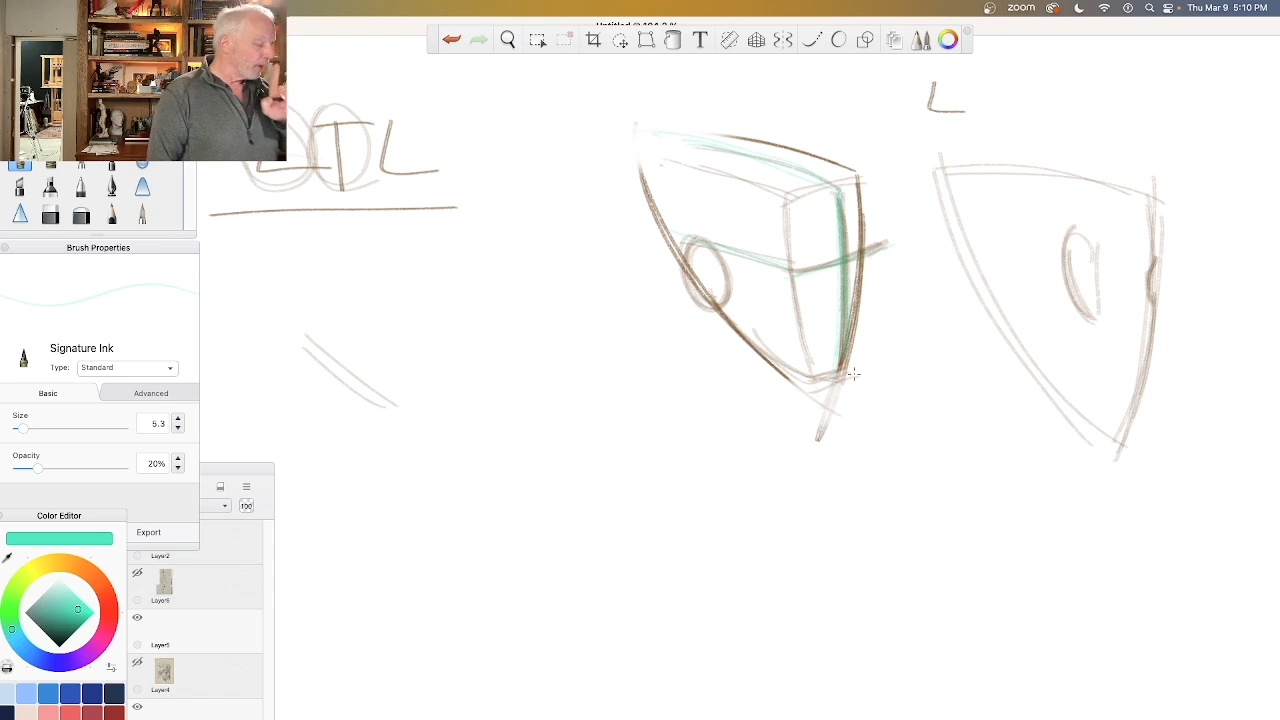 zoom
Thu Mar 9 5:10 PM
T
L
T L
Brush Properties
Signature Ink
Type: Standard
Basic
Advanced
Size
5.3
Opacity
20%
100
Color Editor
Export
Layer2
Layer6
Layer5
Layer4